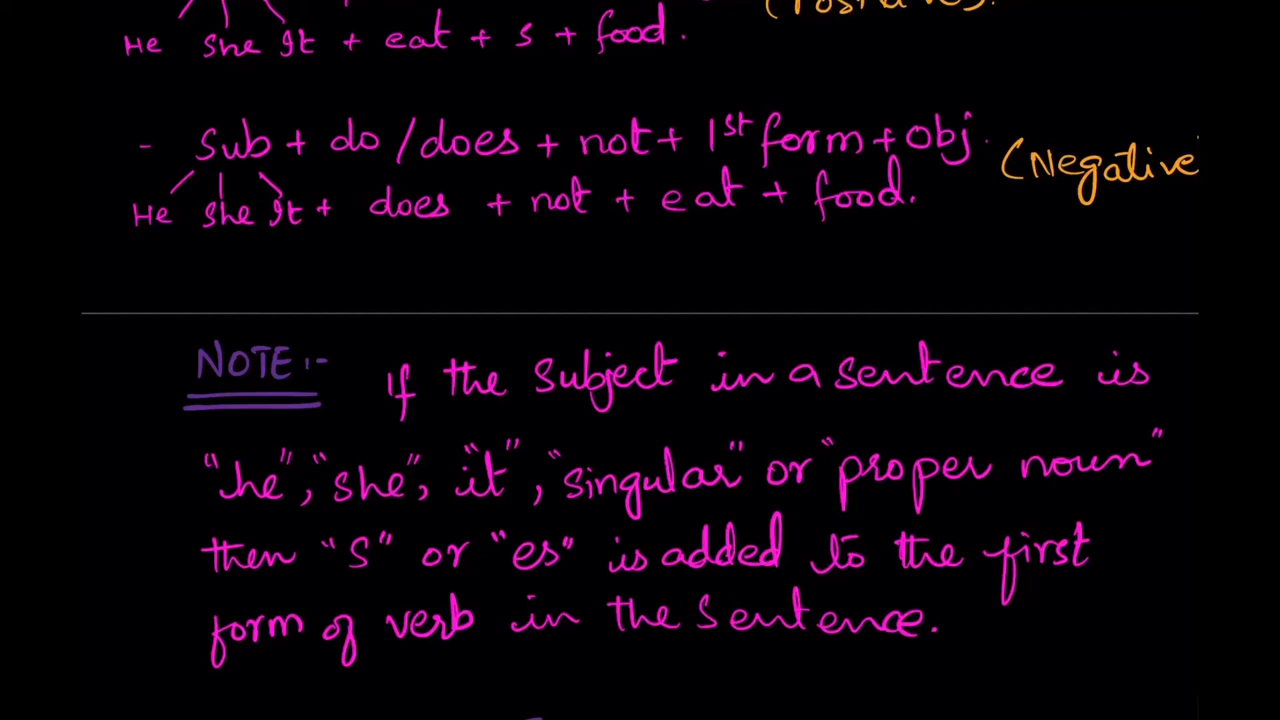 (Positive).
He She It + eat + s + food.
- Sub + do/does + not + 1st form + Obj.
(Negative
He She It + does + not + eat + food.
NOTE :- If the subject in a sentence is
"he", "she", "it", "singular" or "proper noun"
then "S" or "es" is added to the first
form of verb in the sentence.